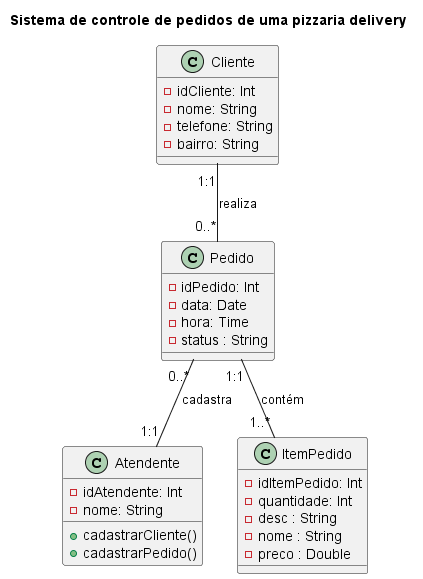 Sistema de controle de pedidos de uma pizzaria delivery
C Cliente
idCliente: Int
nome: String
telefone: String
bairro: String
1:1
realiza
0..*
C Pedido
idPedido: Int
data: Date
hora: Time
status : String
0..* 1:1
cadastra contém
1:1 1..*
C Atendente
idAtendente: Int
nome: String
cadastrarCliente()
cadastrarPedido()
C ItemPedido
idItemPedido: Int
quantidade: Int
desc : String
nome : String
preco : Double